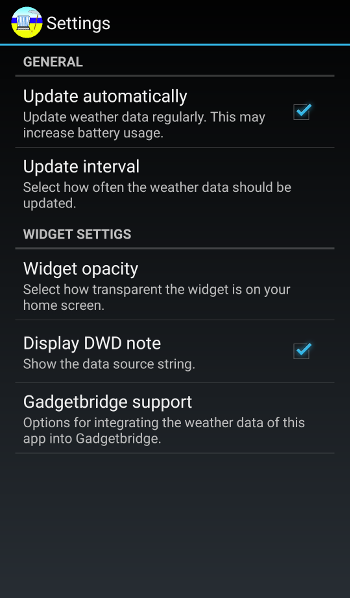 Settings
GENERAL
Update automatically
Update weather data regularly. This may
increase battery usage.
Update interval
Select how often the weather data should be
updated.
WIDGET SETTIGS
Widget opacity
Select how transparent the widget is on your
home screen.
Display DWD note
Show the data source string.
Gadgetbridge support
Options for integrating the weather data of this
app into Gadgetbridge.